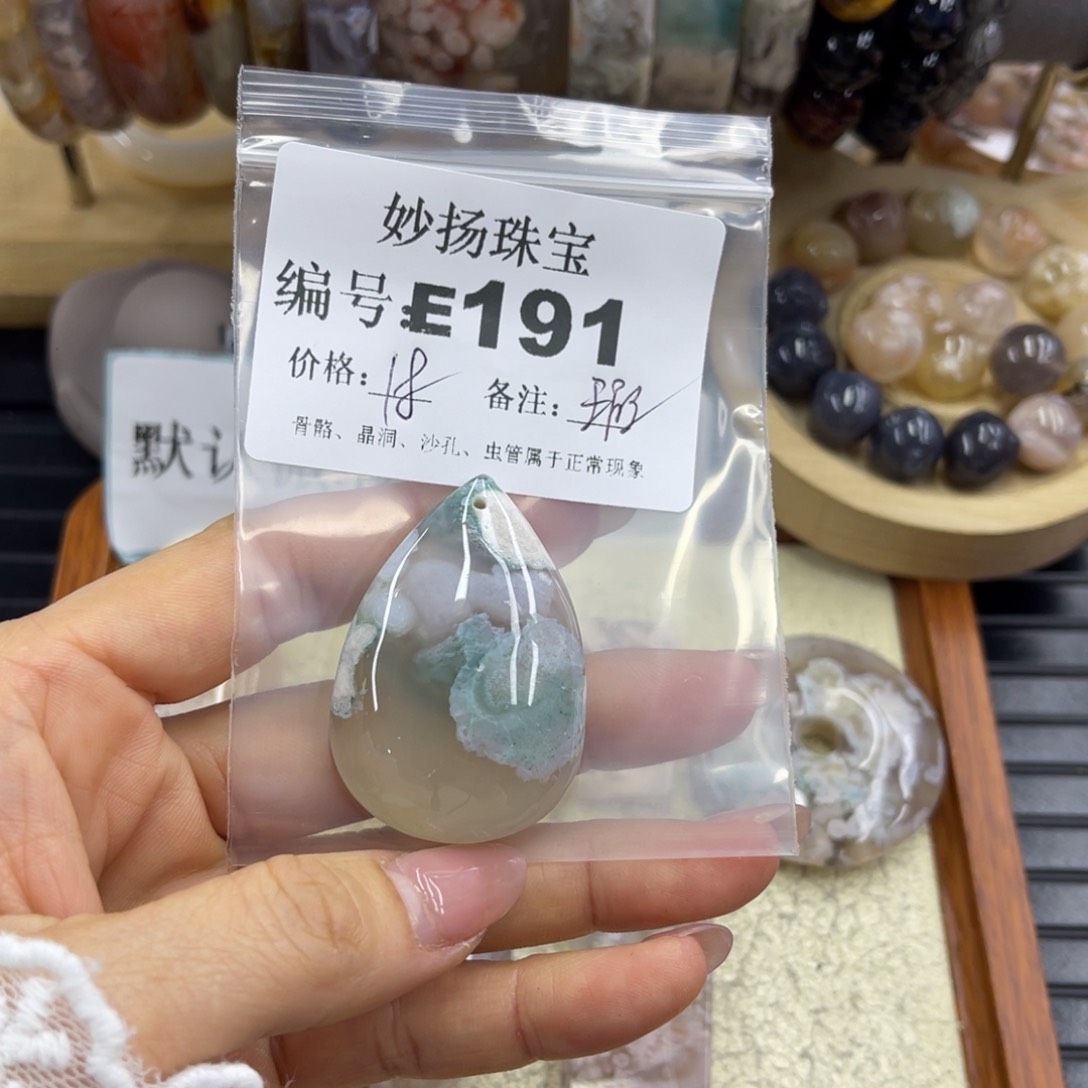 妙扬珠宝
编号:E191
价格:18 备注:
骨骼、晶洞、沙孔、虫管属于正常现象
默认